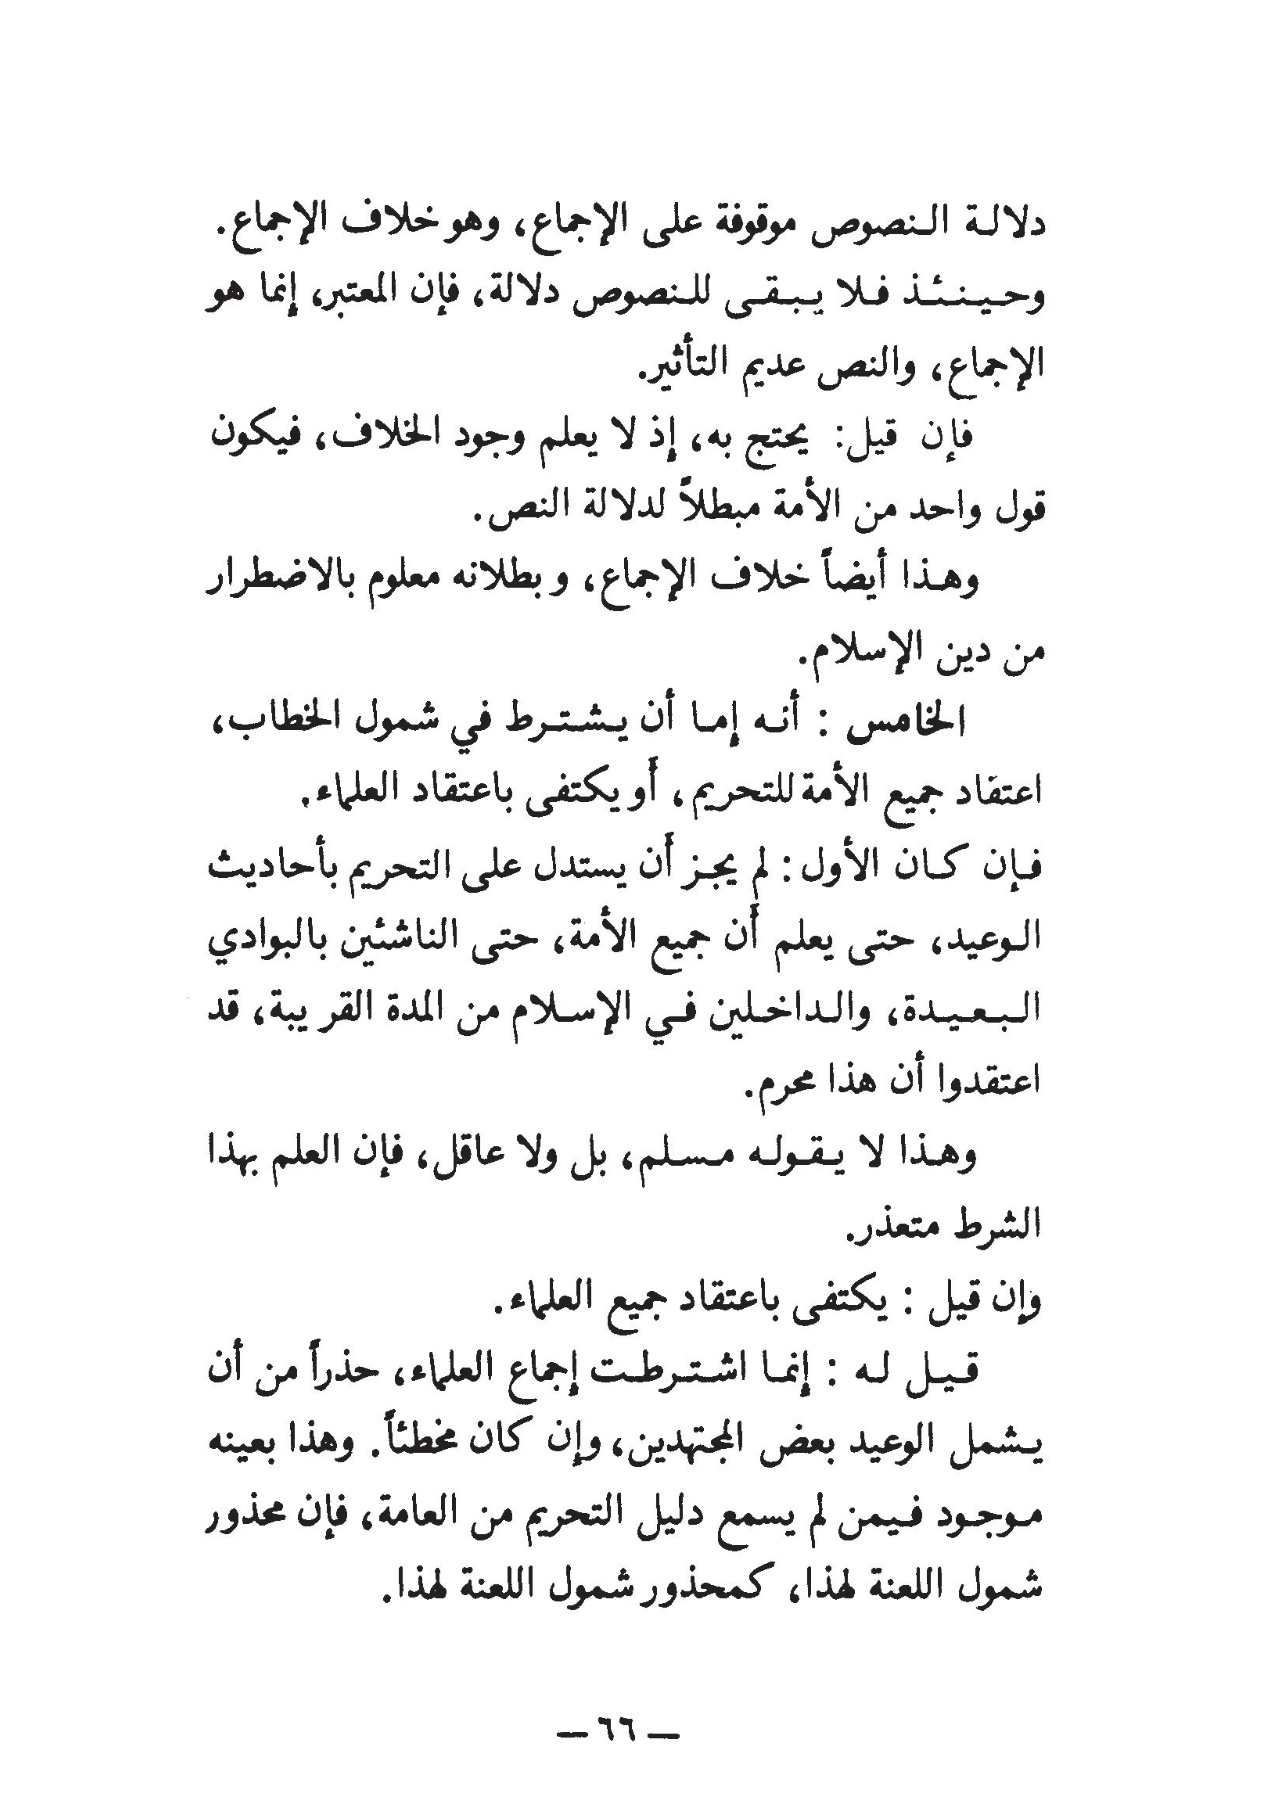 دلالة النصوص موقوفة على الإجماع، وهو خلاف الإجماع.
وحينئذ فلا يبقى للنصوص دلالة، فإن المعتبر، إنما هو
الإجماع، والنص عديم التأثير.
فإن قيل: يحتج به، إذ لا يعلم وجود الخلاف، فيكون
قول واحد من الأمة مبطلاً لدلالة النص.
وهذا أيضاً خلاف الإجماع، وبطلانه معلوم بالاضطرار
من دين الإسلام.
الخامس : أنه إما أن يشترط في شمول الخطاب،
اعتقاد جميع الأمة للتحريم، أو يكتفى باعتقاد العلماء.
فإن كان الأول : لم يجز أن يستدل على التحريم بأحاديث
الوعيد، حتى يعلم أن جميع الأمة، حتى الناشئين بالبوادي
البعيدة، والداخلين في الإسلام من المدة القريبة، قد
اعتقدوا أن هذا محرم.
وهذا لا يقوله مسلم، بل ولا عاقل، فإن العلم بهذا
الشرط متعذر.
وإن قيل : يكتفى باعتقاد جميع العلماء.
قيل له : إنما اشترطت إجماع العلماء، حذراً من أن
يشمل الوعيد بعض المجتهدين، وإن كان مخطئاً. وهذا بعينه
موجود فيمن لم يسمع دليل التحريم من العامة، فإن محذور
شمول اللعنة لهذا، كمحذور شمول اللعنة لهذا.
— ٦٦ —